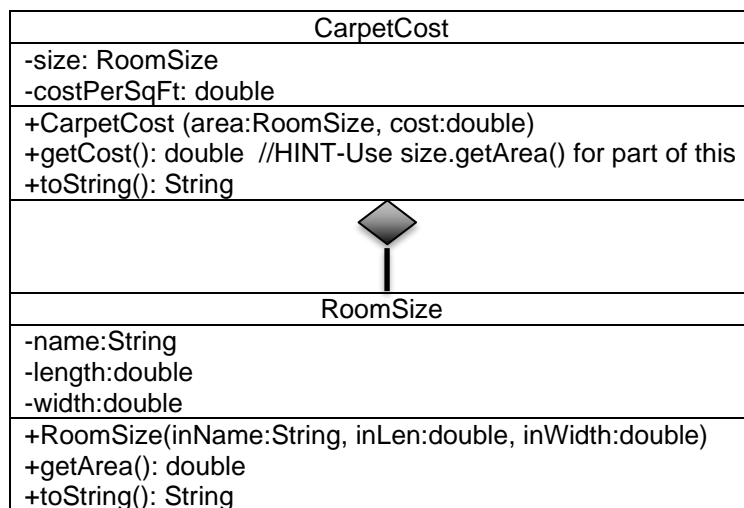 CarpetCost
-size: RoomSize
-costPerSqFt: double
+CarpetCost (area:RoomSize, cost:double)
+getCost(): double  //HINT-Use size.getArea() for part of this
+toString(): String
RoomSize
-name:String
-length:double
-width:double
+RoomSize(inName:String, inLen:double, inWidth:double)
+getArea(): double
+toString(): String